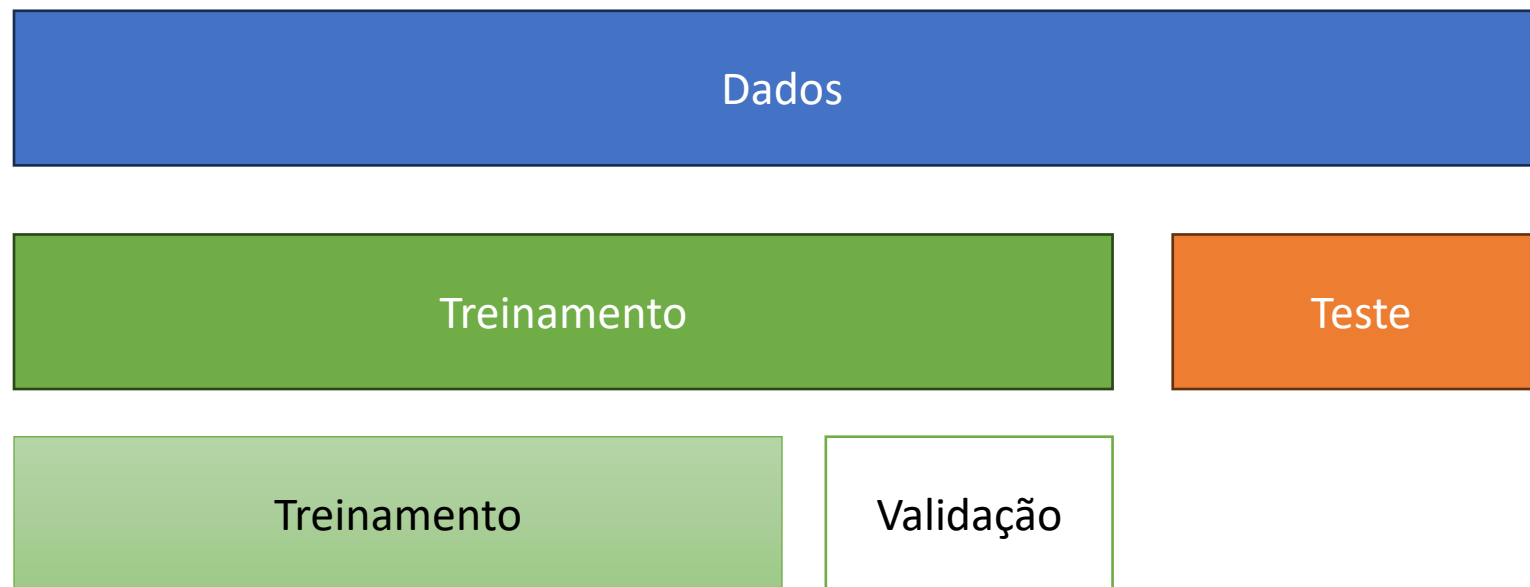 Dados
Treinamento
Teste
Treinamento
Validação